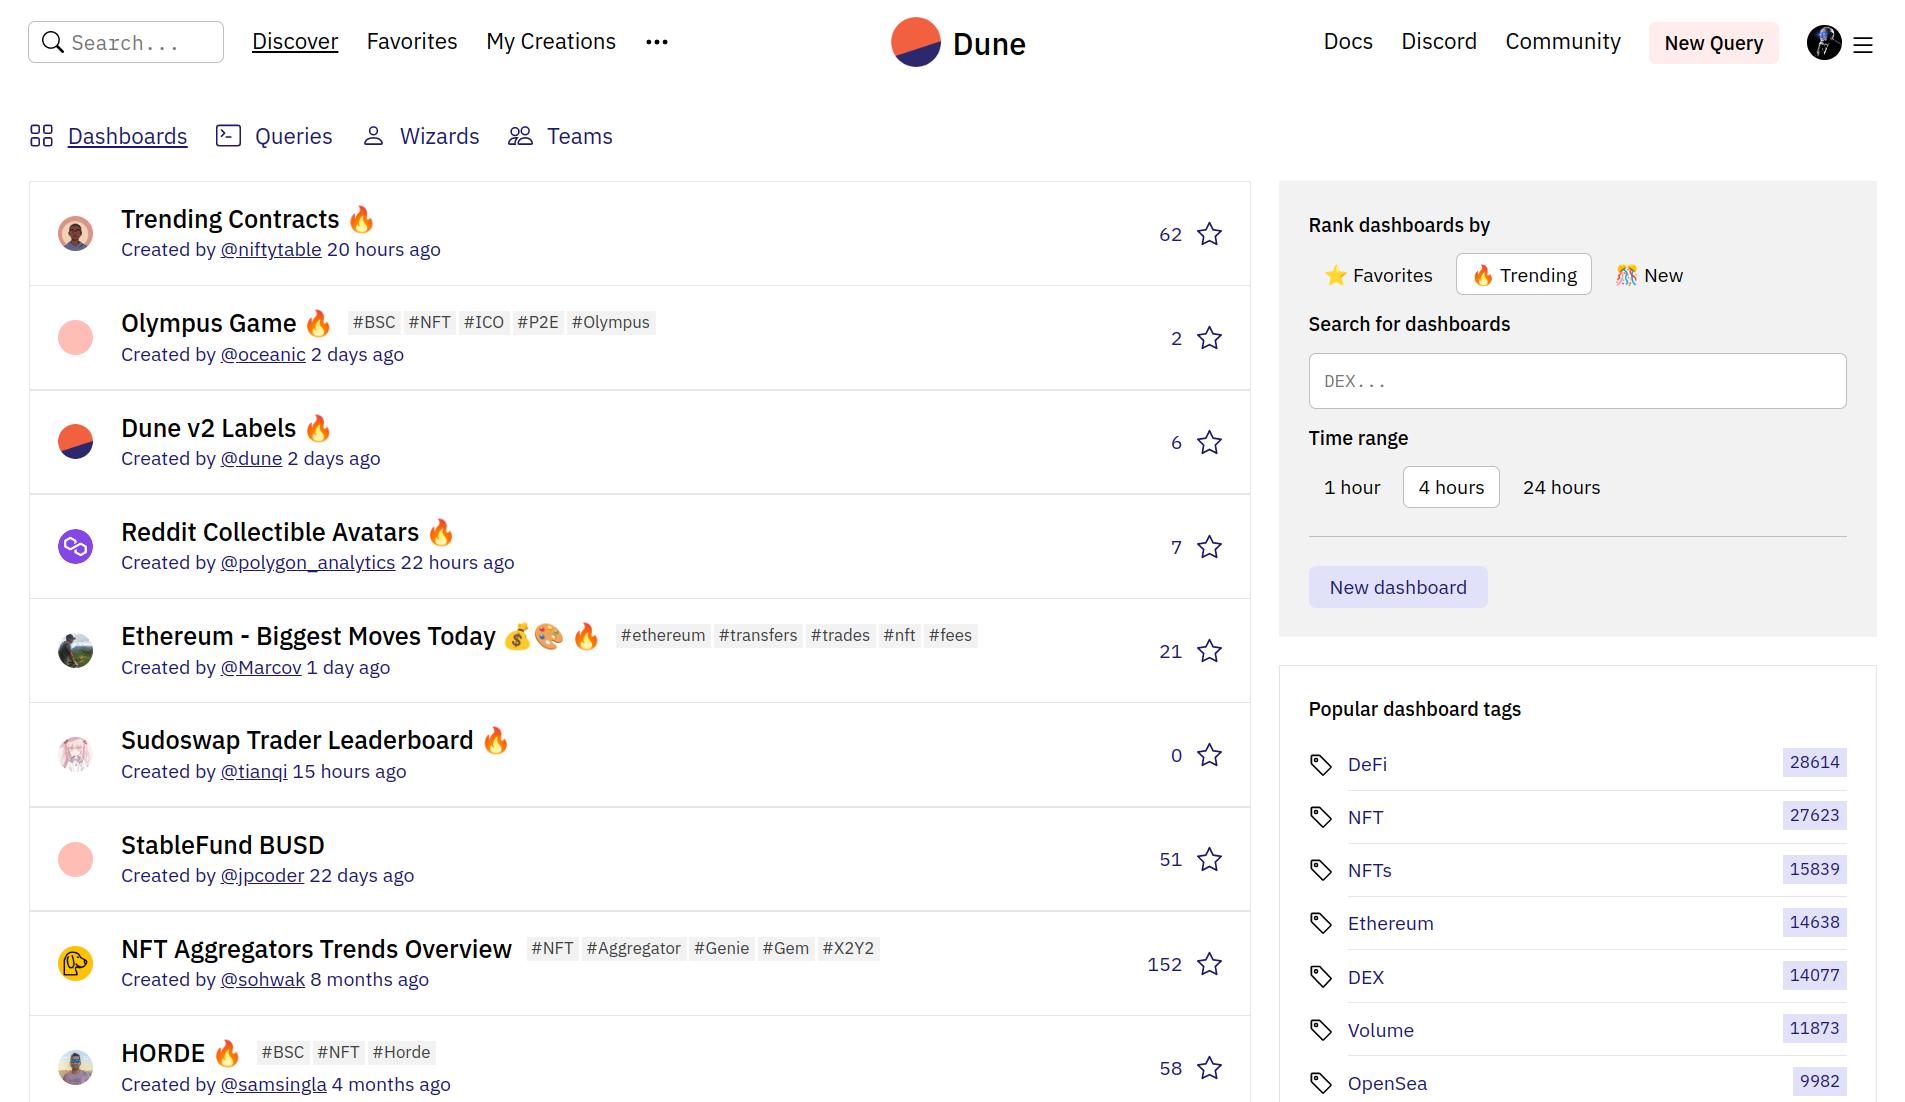 Search... Discover Favorites My Creations ••• Dune Docs Discord Community New Query
Dashboards Queries Wizards Teams
Trending Contracts 🔥
Created by @niftytable 20 hours ago
62
Olympus Game 🔥 #BSC #NFT #ICO #P2E #Olympus
Created by @oceanic 2 days ago
2
Dune v2 Labels 🔥
Created by @dune 2 days ago
6
Reddit Collectible Avatars 🔥
Created by @polygon_analytics 22 hours ago
7
Ethereum - Biggest Moves Today 💰🎨 🔥 #ethereum #transfers #trades #nft #fees
Created by @Marcov 1 day ago
21
Sudoswap Trader Leaderboard 🔥
Created by @tianqi 15 hours ago
0
StableFund BUSD
Created by @jpcoder 22 days ago
51
NFT Aggregators Trends Overview #NFT #Aggregator #Genie #Gem #X2Y2
Created by @sohwak 8 months ago
152
HORDE 🔥 #BSC #NFT #Horde
Created by @samsingla 4 months ago
58
Rank dashboards by
⭐ Favorites 🔥 Trending 🎊 New
Search for dashboards
DEX...
Time range
1 hour 4 hours 24 hours
New dashboard
Popular dashboard tags
DeFi 28614
NFT 27623
NFTs 15839
Ethereum 14638
DEX 14077
Volume 11873
OpenSea 9982